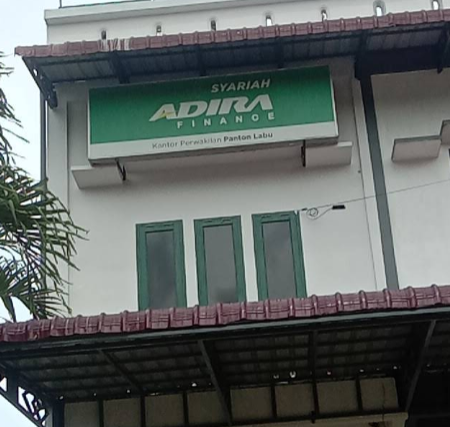 SYARIAH
ADIRA
FINANCE
Kantor Perwakilan Panton Labu